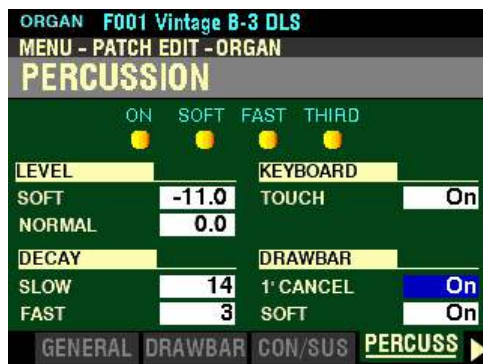 ORGAN F001 Vintage B-3 DLS
MENU - PATCH EDIT - ORGAN
PERCUSSION
ON SOFT FAST THIRD
LEVEL KEYBOARD
SOFT -11.0 TOUCH On
NORMAL 0.0
DECAY DRAWBAR
SLOW 14 1' CANCEL On
FAST 3 SOFT On
GENERAL DRAWBAR CON/SUS PERCUSS